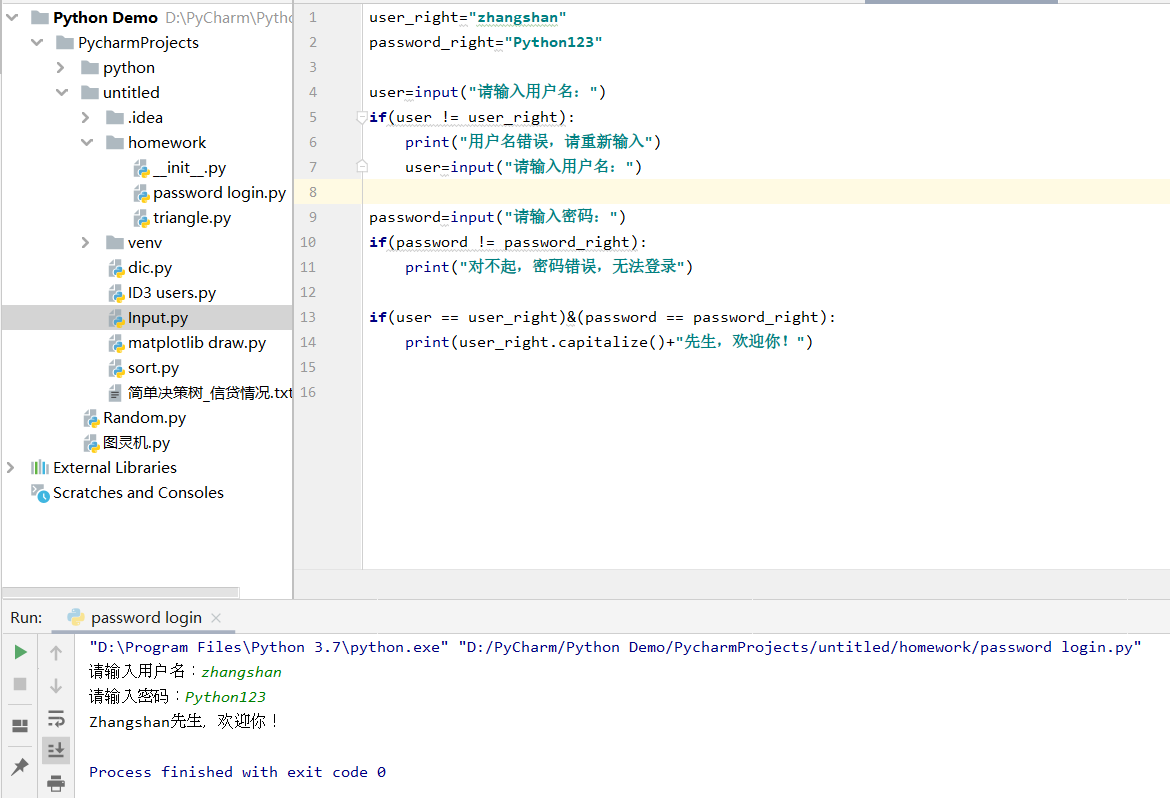 Python Demo D:\PyCharm\Pytho
PycharmProjects
python
untitled
.idea
homework
__init__.py
password login.py
triangle.py
venv
dic.py
ID3 users.py
Input.py
matplotlib draw.py
sort.py
简单决策树_信贷情况.txt
Random.py
图灵机.py
External Libraries
Scratches and Consoles
1 user_right="zhangshan"
2 password_right="Python123"
3
4 user=input("请输入用户名：")
5 if(user != user_right):
6 print("用户名错误，请重新输入")
7 user=input("请输入用户名：")
8
9 password=input("请输入密码：")
10 if(password != password_right):
11 print("对不起，密码错误，无法登录")
12
13 if(user == user_right)&(password == password_right):
14 print(user_right.capitalize()+"先生，欢迎你！")
15
16
Run: password login
"D:\Program Files\Python 3.7\python.exe" "D:/PyCharm/Python Demo/PycharmProjects/untitled/homework/password login.py"
请输入用户名：zhangshan
请输入密码：Python123
Zhangshan先生，欢迎你！
Process finished with exit code 0